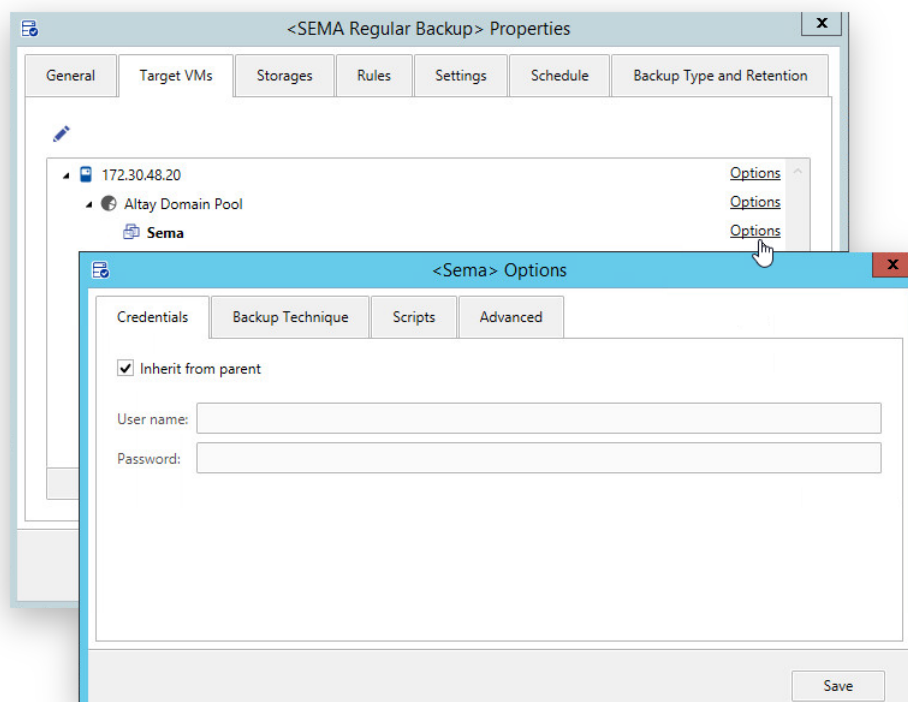 <SEMA Regular Backup> Properties
x
General Target VMs Storages Rules Settings Schedule Backup Type and Retention
172.30.48.20 Options
Altay Domain Pool Options
Sema Options
<Sema> Options
x
Credentials Backup Technique Scripts Advanced
Inherit from parent
User name:
Password:
Save